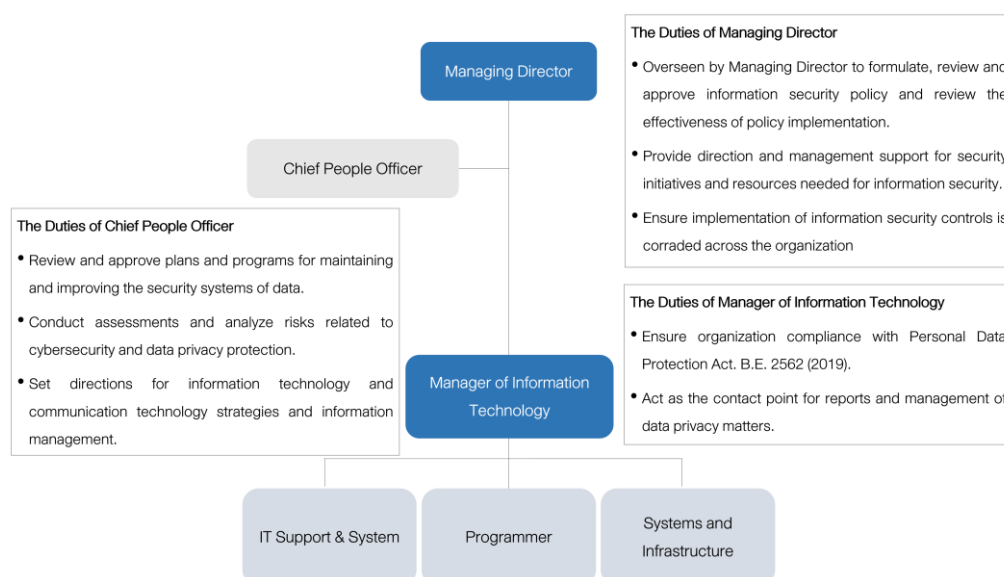 Managing Director
The Duties of Managing Director
• Overseen by Managing Director to formulate, review and
approve information security policy and review the
effectiveness of policy implementation.
• Provide direction and management support for security
initiatives and resources needed for information security.
• Ensure implementation of information security controls is
corraded across the organization
Chief People Officer
The Duties of Chief People Officer
• Review and approve plans and programs for maintaining
and improving the security systems of data.
• Conduct assessments and analyze risks related to
cybersecurity and data privacy protection.
• Set directions for information technology and
communication technology strategies and information
management.
Manager of Information
Technology
The Duties of Manager of Information Technology
• Ensure organization compliance with Personal Data
Protection Act. B.E. 2562 (2019).
• Act as the contact point for reports and management of
data privacy matters.
IT Support & System
Programmer
Systems and
Infrastructure